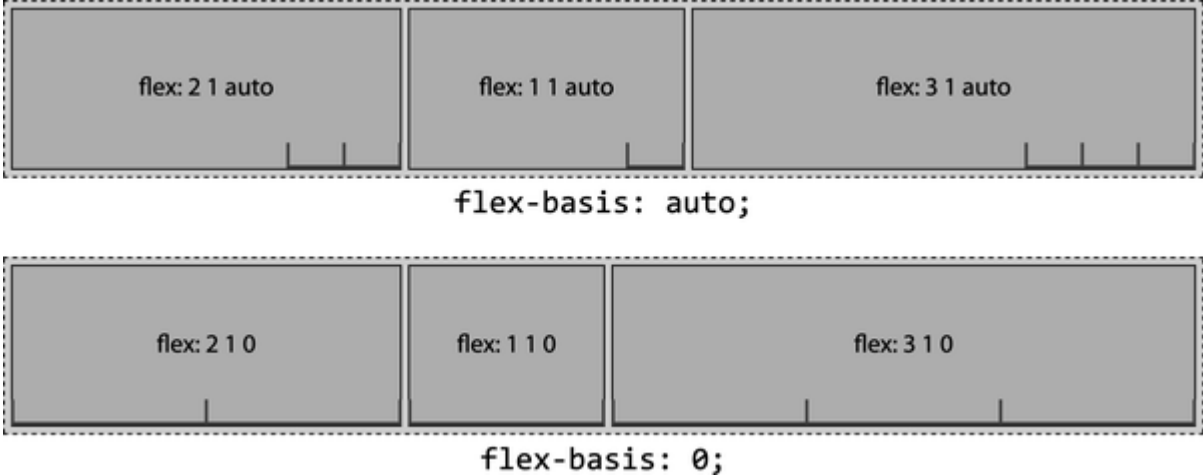 flex: 2 1 auto
flex: 1 1 auto
flex: 3 1 auto
flex-basis: auto;
flex: 2 1 0
flex: 1 1 0
flex: 3 1 0
flex-basis: 0;